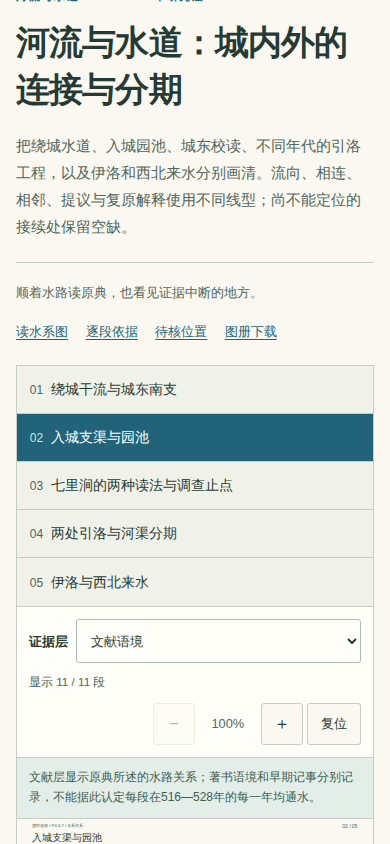 河流与水道：城内外的
连接与分期
把绕城水道、入城园池、城东校读、不同年代的引洛
工程，以及伊洛和西北来水分别画清。流向、相连、
相邻、提议与复原解释使用不同线型；尚不能定位的
接续处保留空缺。
顺着水路读原典，也看见证据中断的地方。
读水系图 逐段依据 待核位置 图册下载
01 绕城干流与城东南支
02 入城支渠与园池
03 七里涧的两种读法与调查止点
04 两处引洛与河渠分期
05 伊洛与西北来水
证据层 文献语境
显示 11 / 11 段
− 100% + 复位
文献层显示原典所述的水路关系；著书语境和早期记事分别记
录，不能据此认定每段在516—528年的每一年均通水。
02 / 05
入城支渠与园池